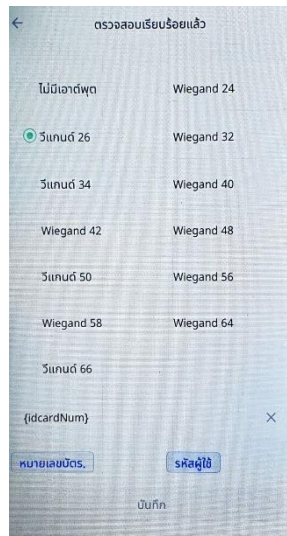 ตรวจสอบเรียบร้อยแล้ว
ไม่มีเอาต์พุต Wiegand 24
วีแกนด์ 26 Wiegand 32
วีแกนด์ 34 Wiegand 40
Wiegand 42 Wiegand 48
วีแกนด์ 50 Wiegand 56
Wiegand 58 Wiegand 64
วีแกนด์ 66
{idcardNum}
หมายเลขบัตร. รหัสผู้ใช้
บันทึก